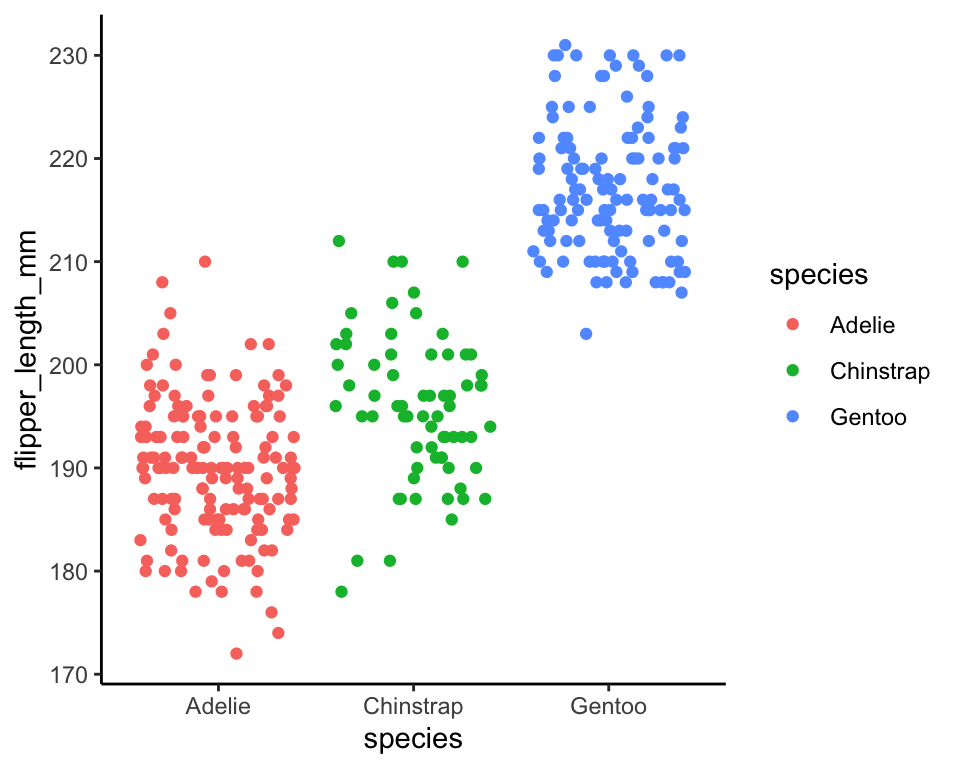 230
220
210
200
190
180
170
flipper_length_mm
Adelie
Chinstrap
Gentoo
species
species
Adelie
Chinstrap
Gentoo